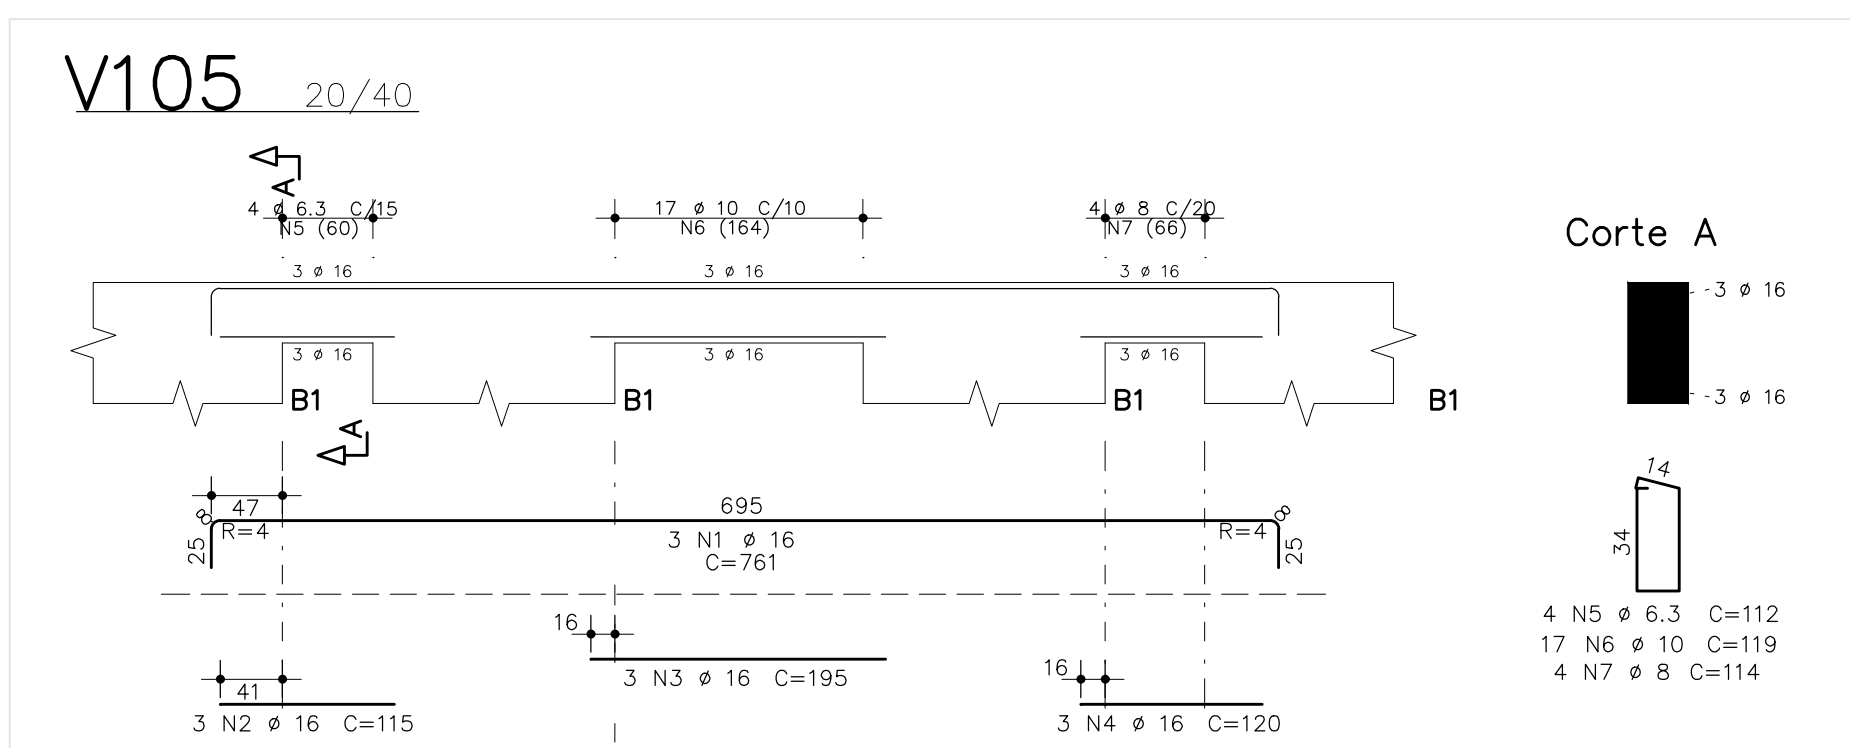 V105 20/40
A
4 ø 6.3 C/15
N5 (60)
17 ø 10 C/10
N6 (164)
4 ø 8 C/20
N7 (66)
3 ø 16
3 ø 16
3 ø 16
3 ø 16
3 ø 16
3 ø 16
B1
B1
B1
B1
A
Corte A
3 ø 16
3 ø 16
47
695
8
R=4
25
3 N1 ø 16
C=761
R=4
8
25
14
34
4 N5 ø 6.3 C=112
17 N6 ø 10 C=119
4 N7 ø 8 C=114
16
3 N3 ø 16 C=195
41
3 N2 ø 16 C=115
16
3 N4 ø 16 C=120